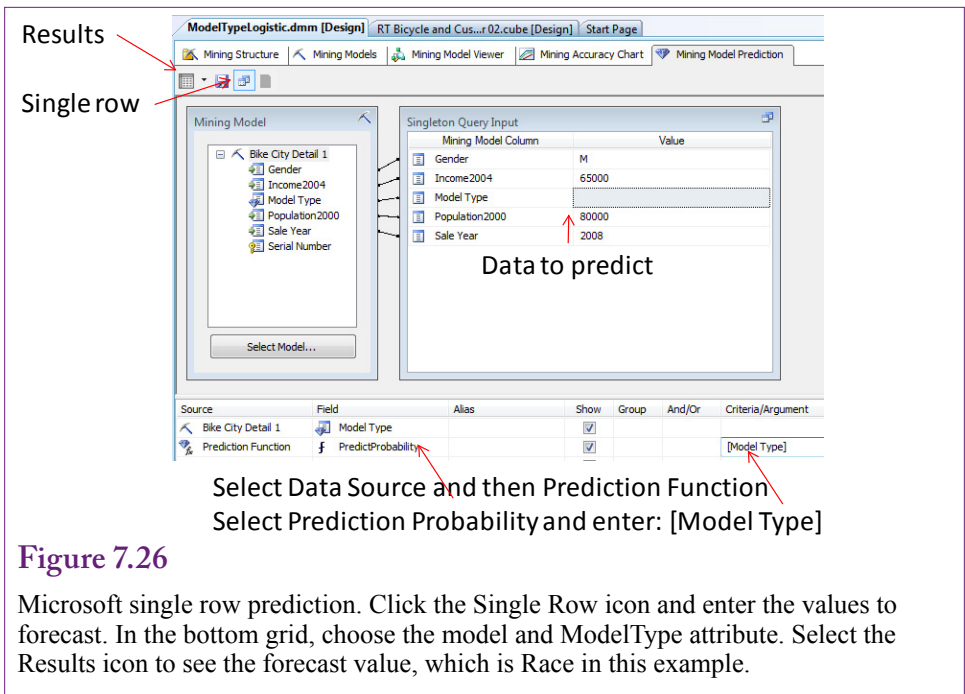 ModelTypeLogistic.dmm [Design] RT Bicycle and Cus...r 02.cube [Design] Start Page
Results
Mining Structure Mining Models Mining Model Viewer Mining Accuracy Chart Mining Model Prediction
Single row
Mining Model
Bike City Detail 1
Gender
Income2004
Model Type
Population2000
Sale Year
Serial Number
Select Model...
Singleton Query Input
Mining Model Column Value
Gender M
Income2004 65000
Model Type
Population2000 80000
Sale Year 2008
Data to predict
Source Field Alias Show Group And/Or Criteria/Argument
Bike City Detail 1 Model Type
Prediction Function PredictProbability [Model Type]
Select Data Source and then Prediction Function
Select Prediction Probability and enter: [Model Type]
Figure 7.26
Microsoft single row prediction. Click the Single Row icon and enter the values to
forecast. In the bottom grid, choose the model and ModelType attribute. Select the
Results icon to see the forecast value, which is Race in this example.